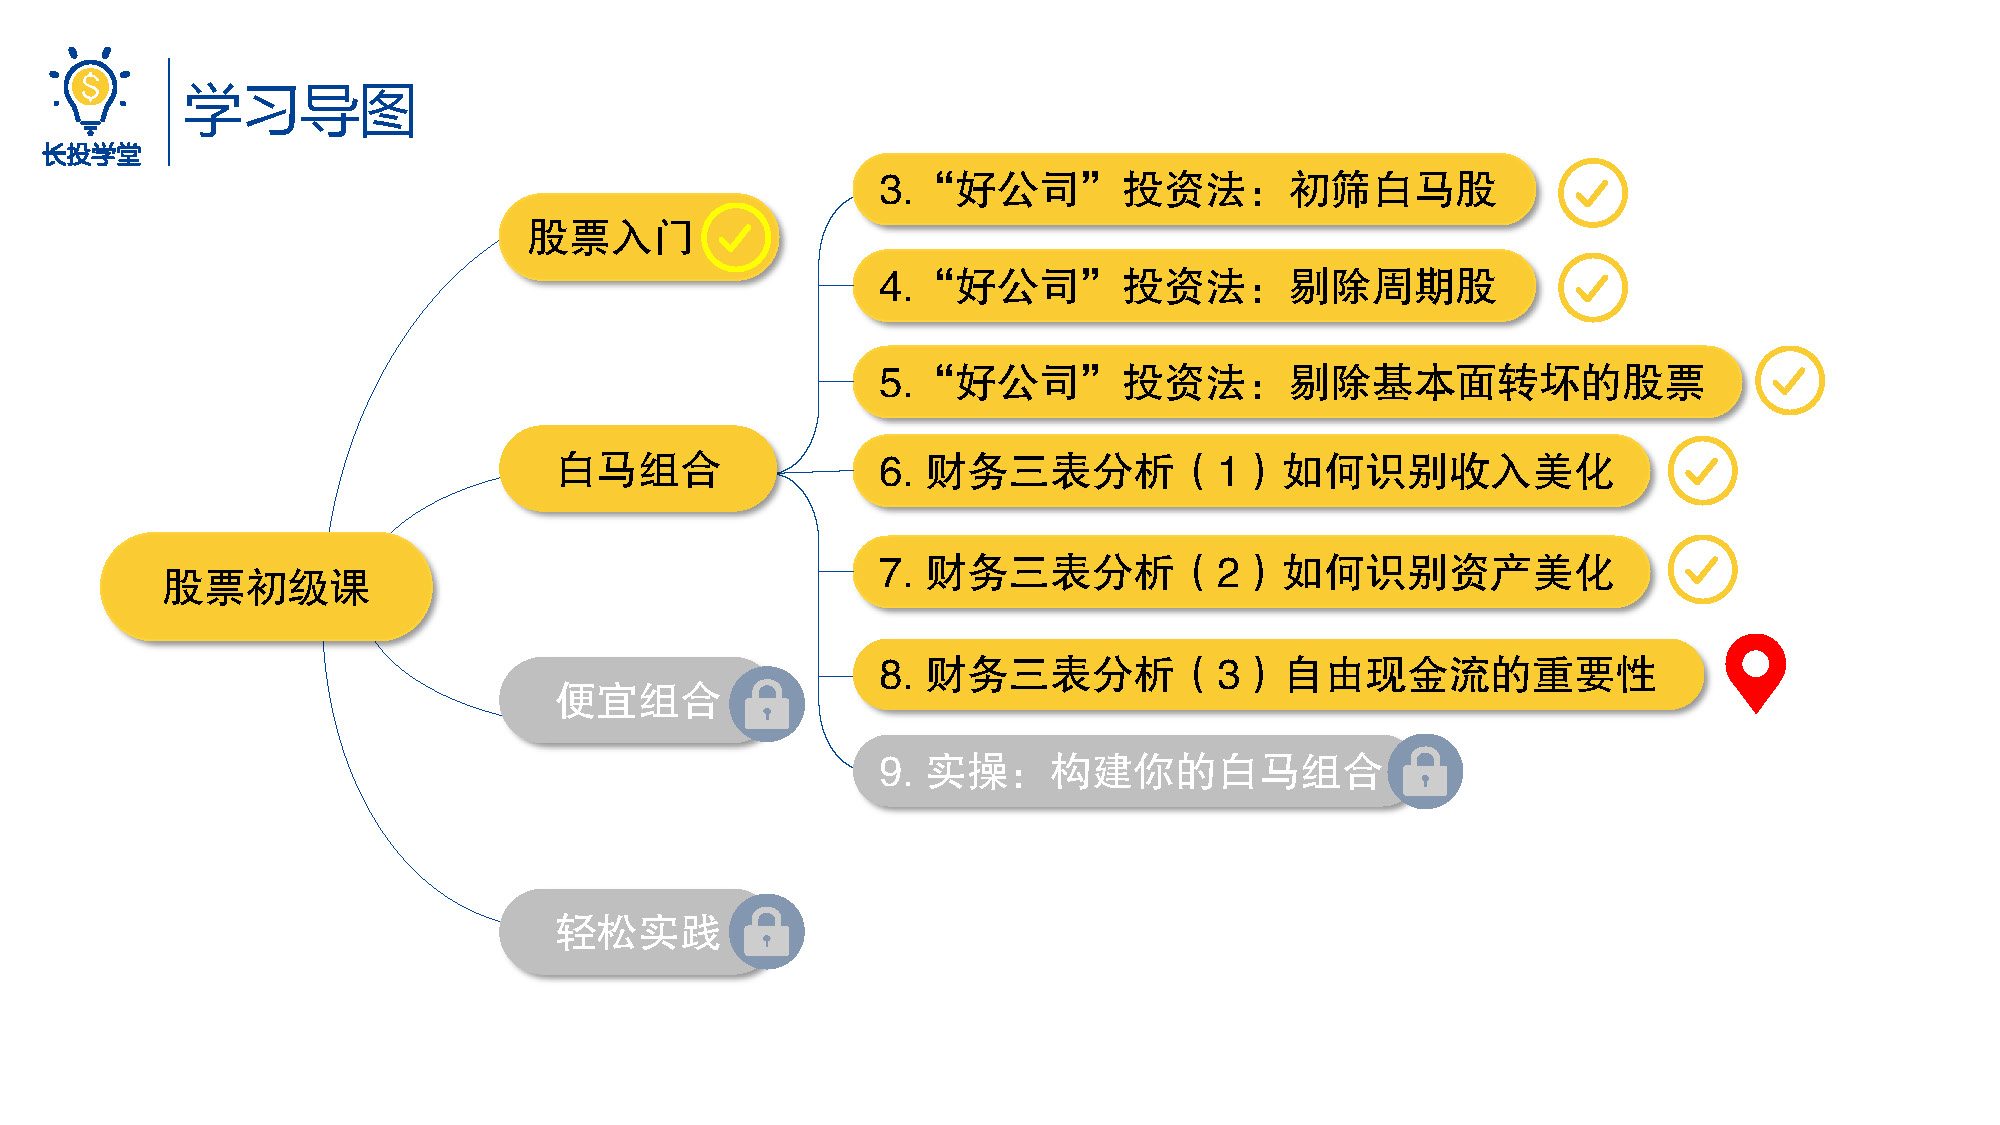 长投学堂
学习导图
股票初级课
股票入门
白马组合
3. “好公司”投资法：初筛白马股
4. “好公司”投资法：剔除周期股
5. “好公司”投资法：剔除基本面转坏的股票
6. 财务三表分析（1）如何识别收入美化
7. 财务三表分析（2）如何识别资产美化
8. 财务三表分析（3）自由现金流的重要性
9. 实操：构建你的白马组合
便宜组合
轻松实践